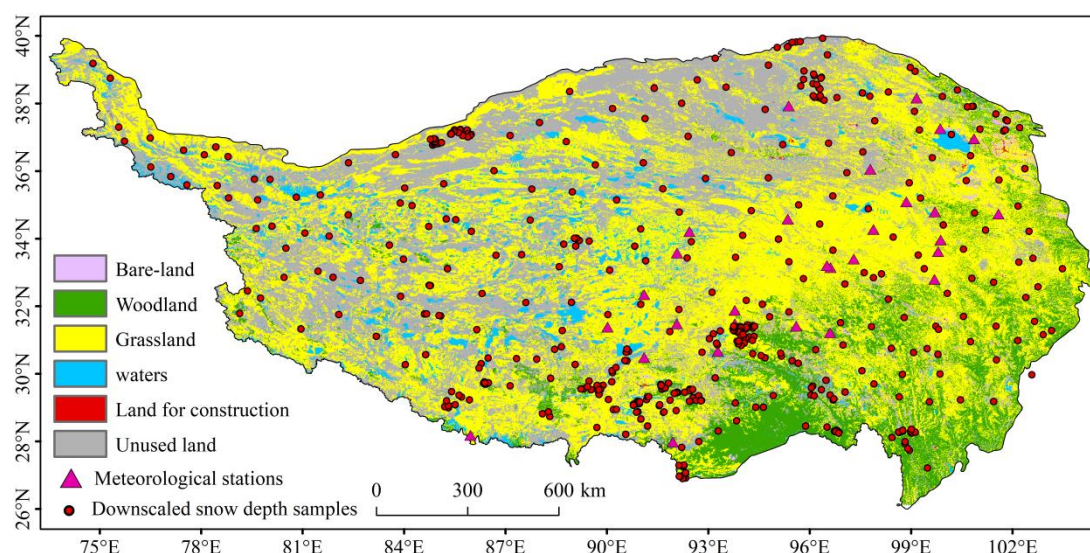 40°N
38°N
36°N
34°N
32°N
30°N
28°N
26°N
Bare-land
Woodland
Grassland
waters
Land for construction
Unused land
Meteorological stations
Downscaled snow depth samples
0 300 600 km
75°E 78°E 81°E 84°E 87°E 90°E 93°E 96°E 99°E 102°E